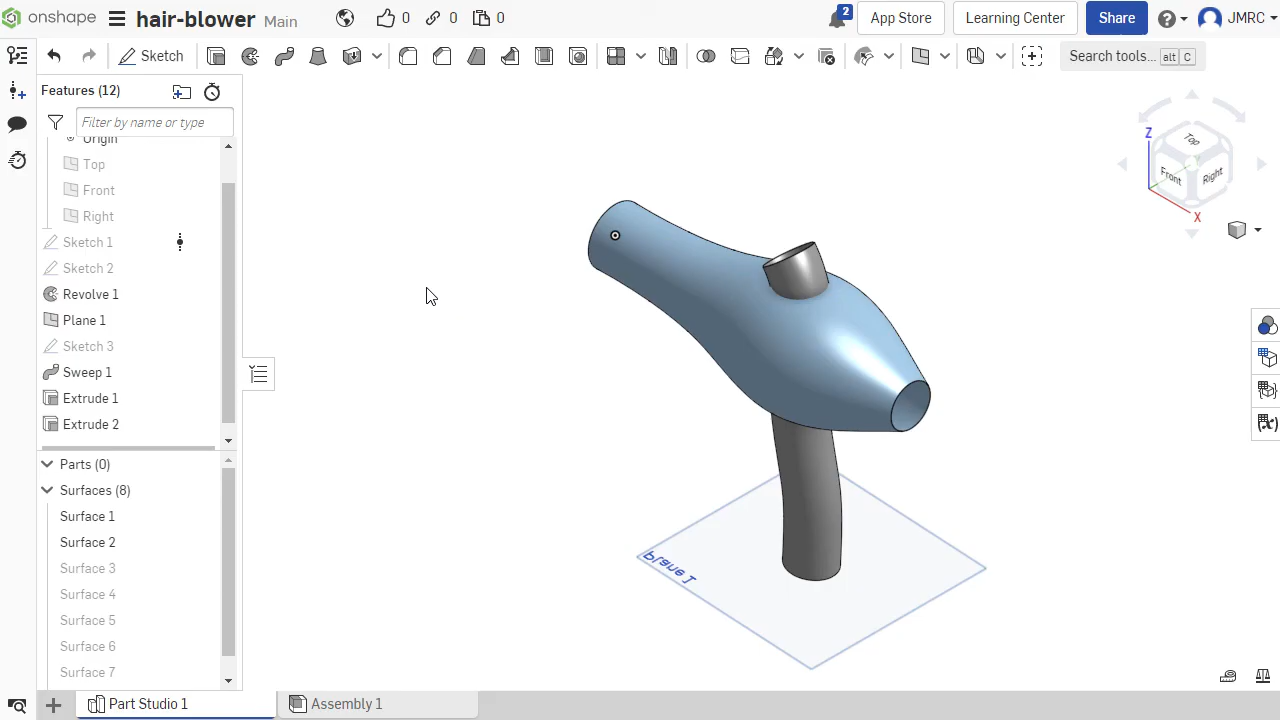 onshape hair-blower Main 0 0 0 2 App Store Learning Center Share JMRC
Sketch Search tools... alt C
Features (12)
Filter by name or type
Origin
Top
Front
Right
Sketch 1
Sketch 2
Revolve 1
Plane 1
Sketch 3
Sweep 1
Extrude 1
Extrude 2
Parts (0)
Surfaces (8)
Surface 1
Surface 2
Surface 3
Surface 4
Surface 5
Surface 6
Surface 7
Z
Top
Front
Right
X
Plane 1
Part Studio 1 Assembly 1